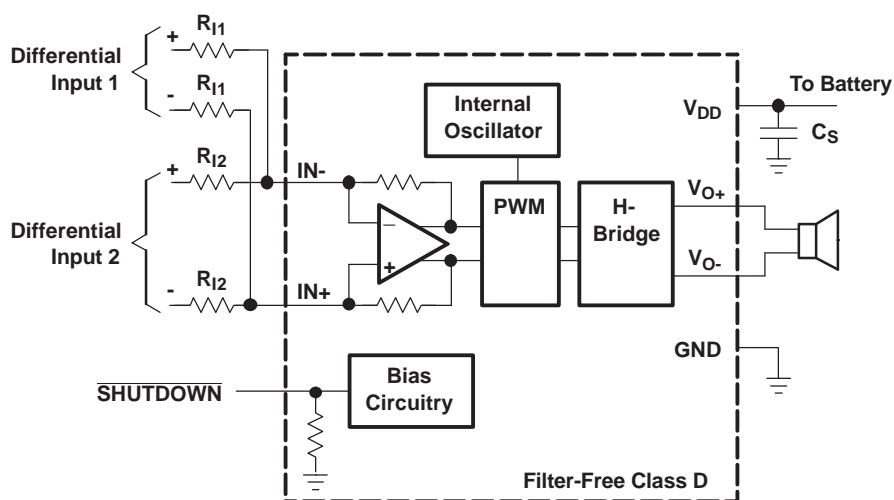 Differential
Input 1
+
R_I1
-
R_I1
+
R_I2
Differential
Input 2
-
R_I2
IN-
IN+
Internal
Oscillator
−
+
PWM
H-
Bridge
V_DD
To Battery
C_S
V_O+
V_O-
GND
S̅H̅U̅T̅D̅O̅W̅N̅
Bias
Circuitry
Filter-Free Class D